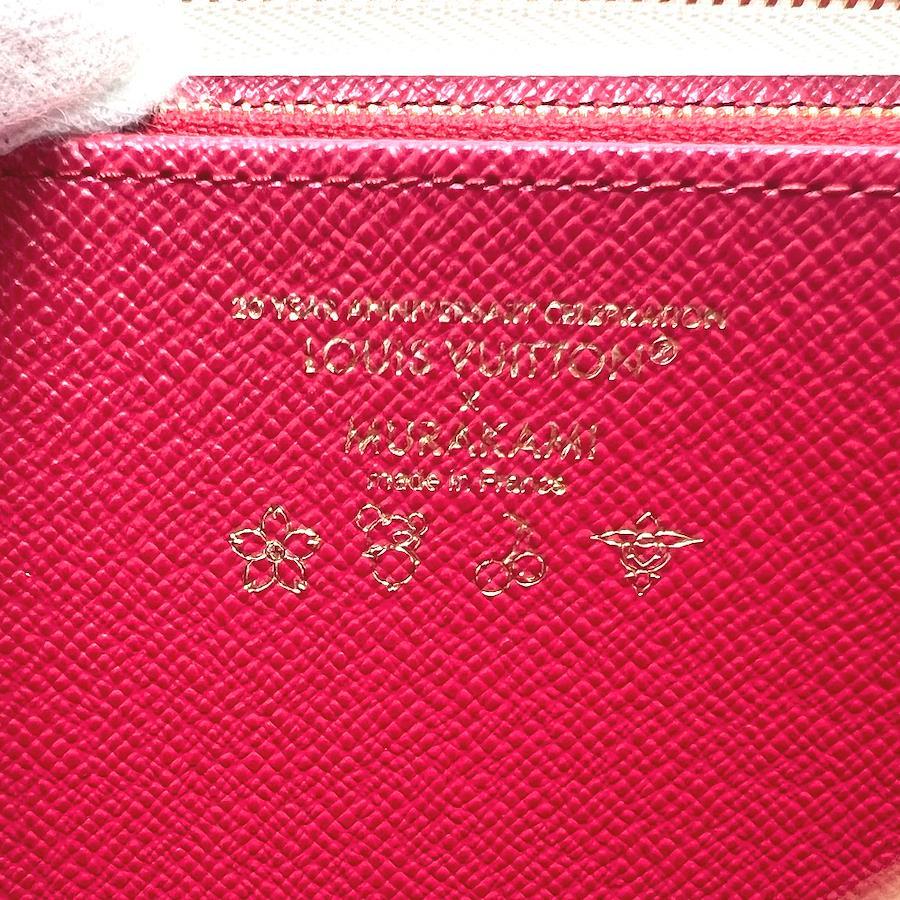 20 YEAR ANNIVERSARY CELEBRATION
LOUIS VUITTON®
x
MURAKAMI
made in France